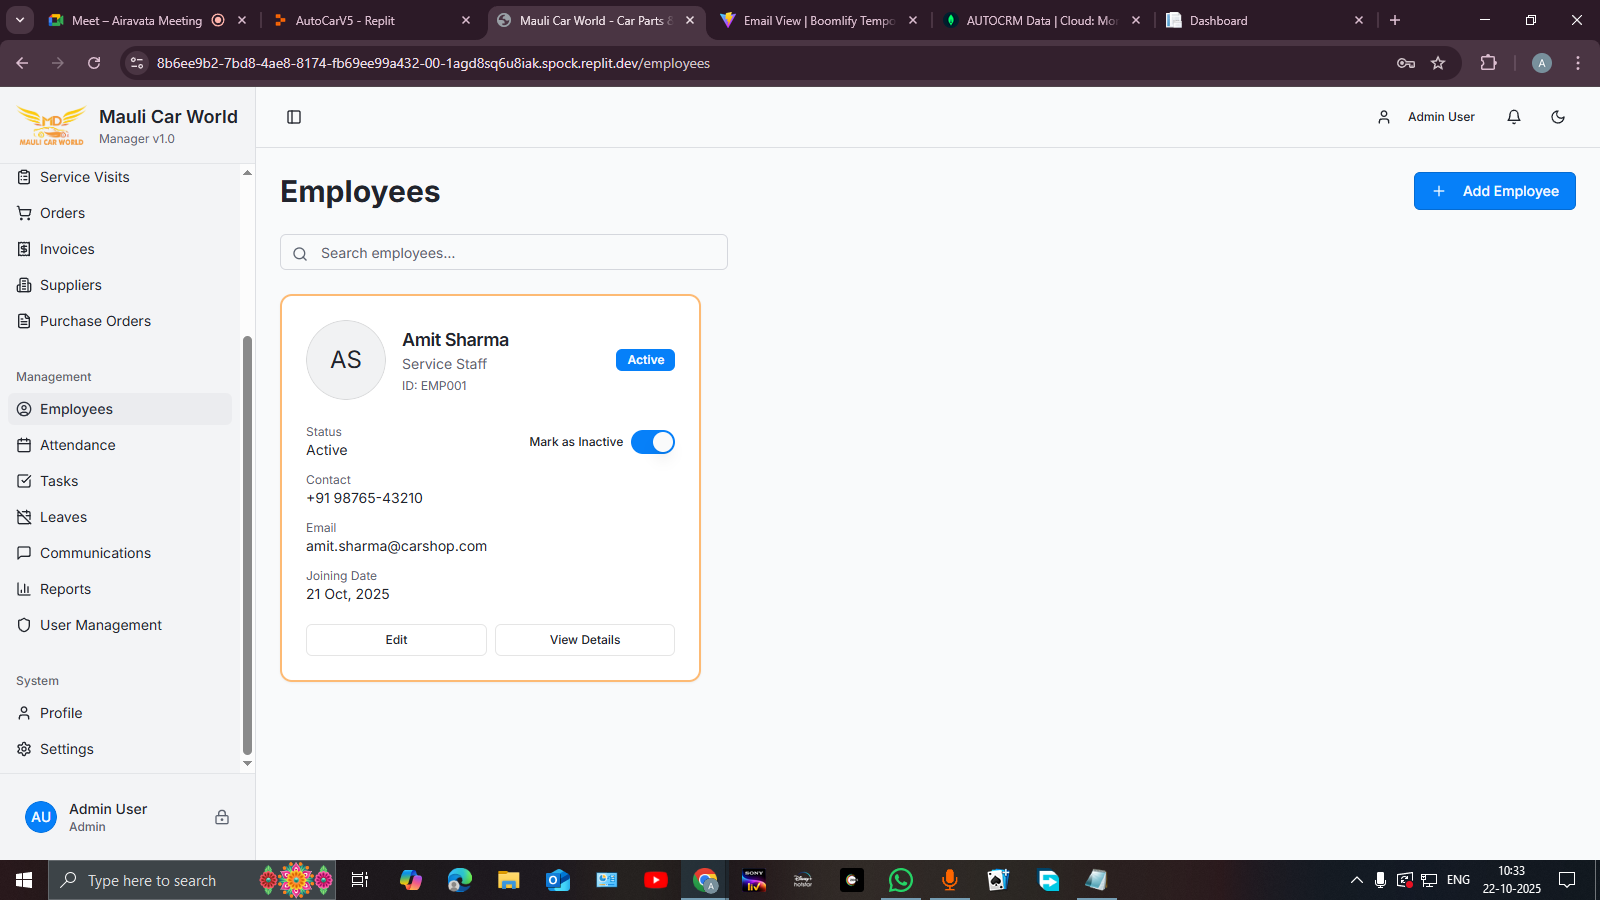 Meet – Airavata Meeting
AutoCarV5 - Replit
Mauli Car World - Car Parts &
Email View | Boomlify Tempo
AUTOCRM Data | Cloud: Mo
Dashboard
8b6ee9b2-7bd8-4ae8-8174-fb69ee99a432-00-1agd8sq6u8iak.spock.replit.dev/employees
A
MD
MAULI CAR WORLD
Mauli Car World
Manager v1.0
Admin User
Service Visits
Orders
Invoices
Suppliers
Purchase Orders
Management
Employees
Attendance
Tasks
Leaves
Communications
Reports
User Management
System
Profile
Settings
AU
Admin User
Admin
Employees
Add Employee
Search employees...
AS
Amit Sharma
Service Staff
ID: EMP001
Active
Status
Active
Mark as Inactive
Contact
+91 98765-43210
Email
amit.sharma@carshop.com
Joining Date
21 Oct, 2025
Edit
View Details
Type here to search
SONY
liv
hotstar
ENG
10:33
22-10-2025